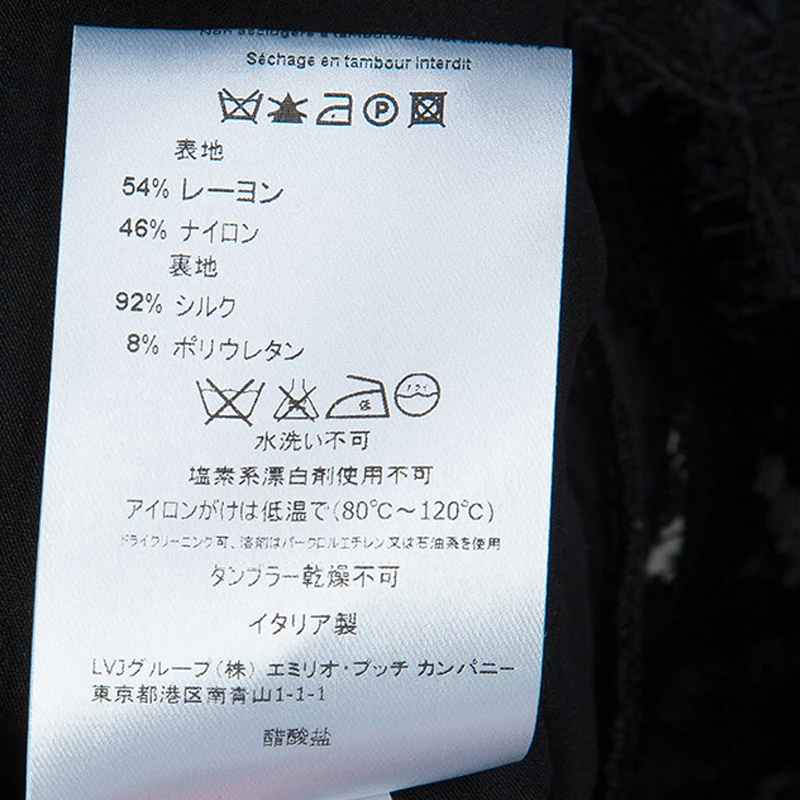 Séchage en tambour interdit
P
表地
54% レーヨン
46% ナイロン
裏地
92% シルク
8% ポリウレタン
低 ドライ
水洗い不可
塩素系漂白剤使用不可
アイロンがけは低温で(80℃～120℃)
ドライクリーニング可、溶剤はパークロルエチレン又は石油系を使用
タンブラー乾燥不可
イタリア製
LVJグループ(株) エミリオ・プッチ カンパニー
東京都港区南青山1-1-1
醋酸盐